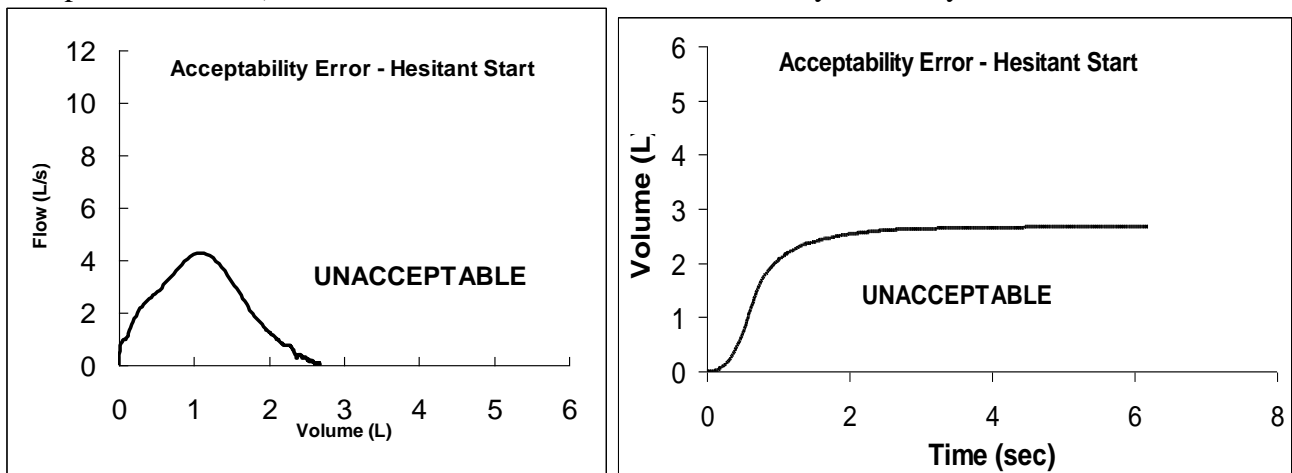 Acceptability Error - Hesitant Start
12
10
8
6
4
2
0
Flow (L/s)
UNACCEPTABLE
0 1 2 3 4 5 6
Volume (L)
Acceptability Error - Hesitant Start
6
5
4
3
2
1
0
Volume (L)
UNACCEPTABLE
0 2 4 6 8
Time (sec)